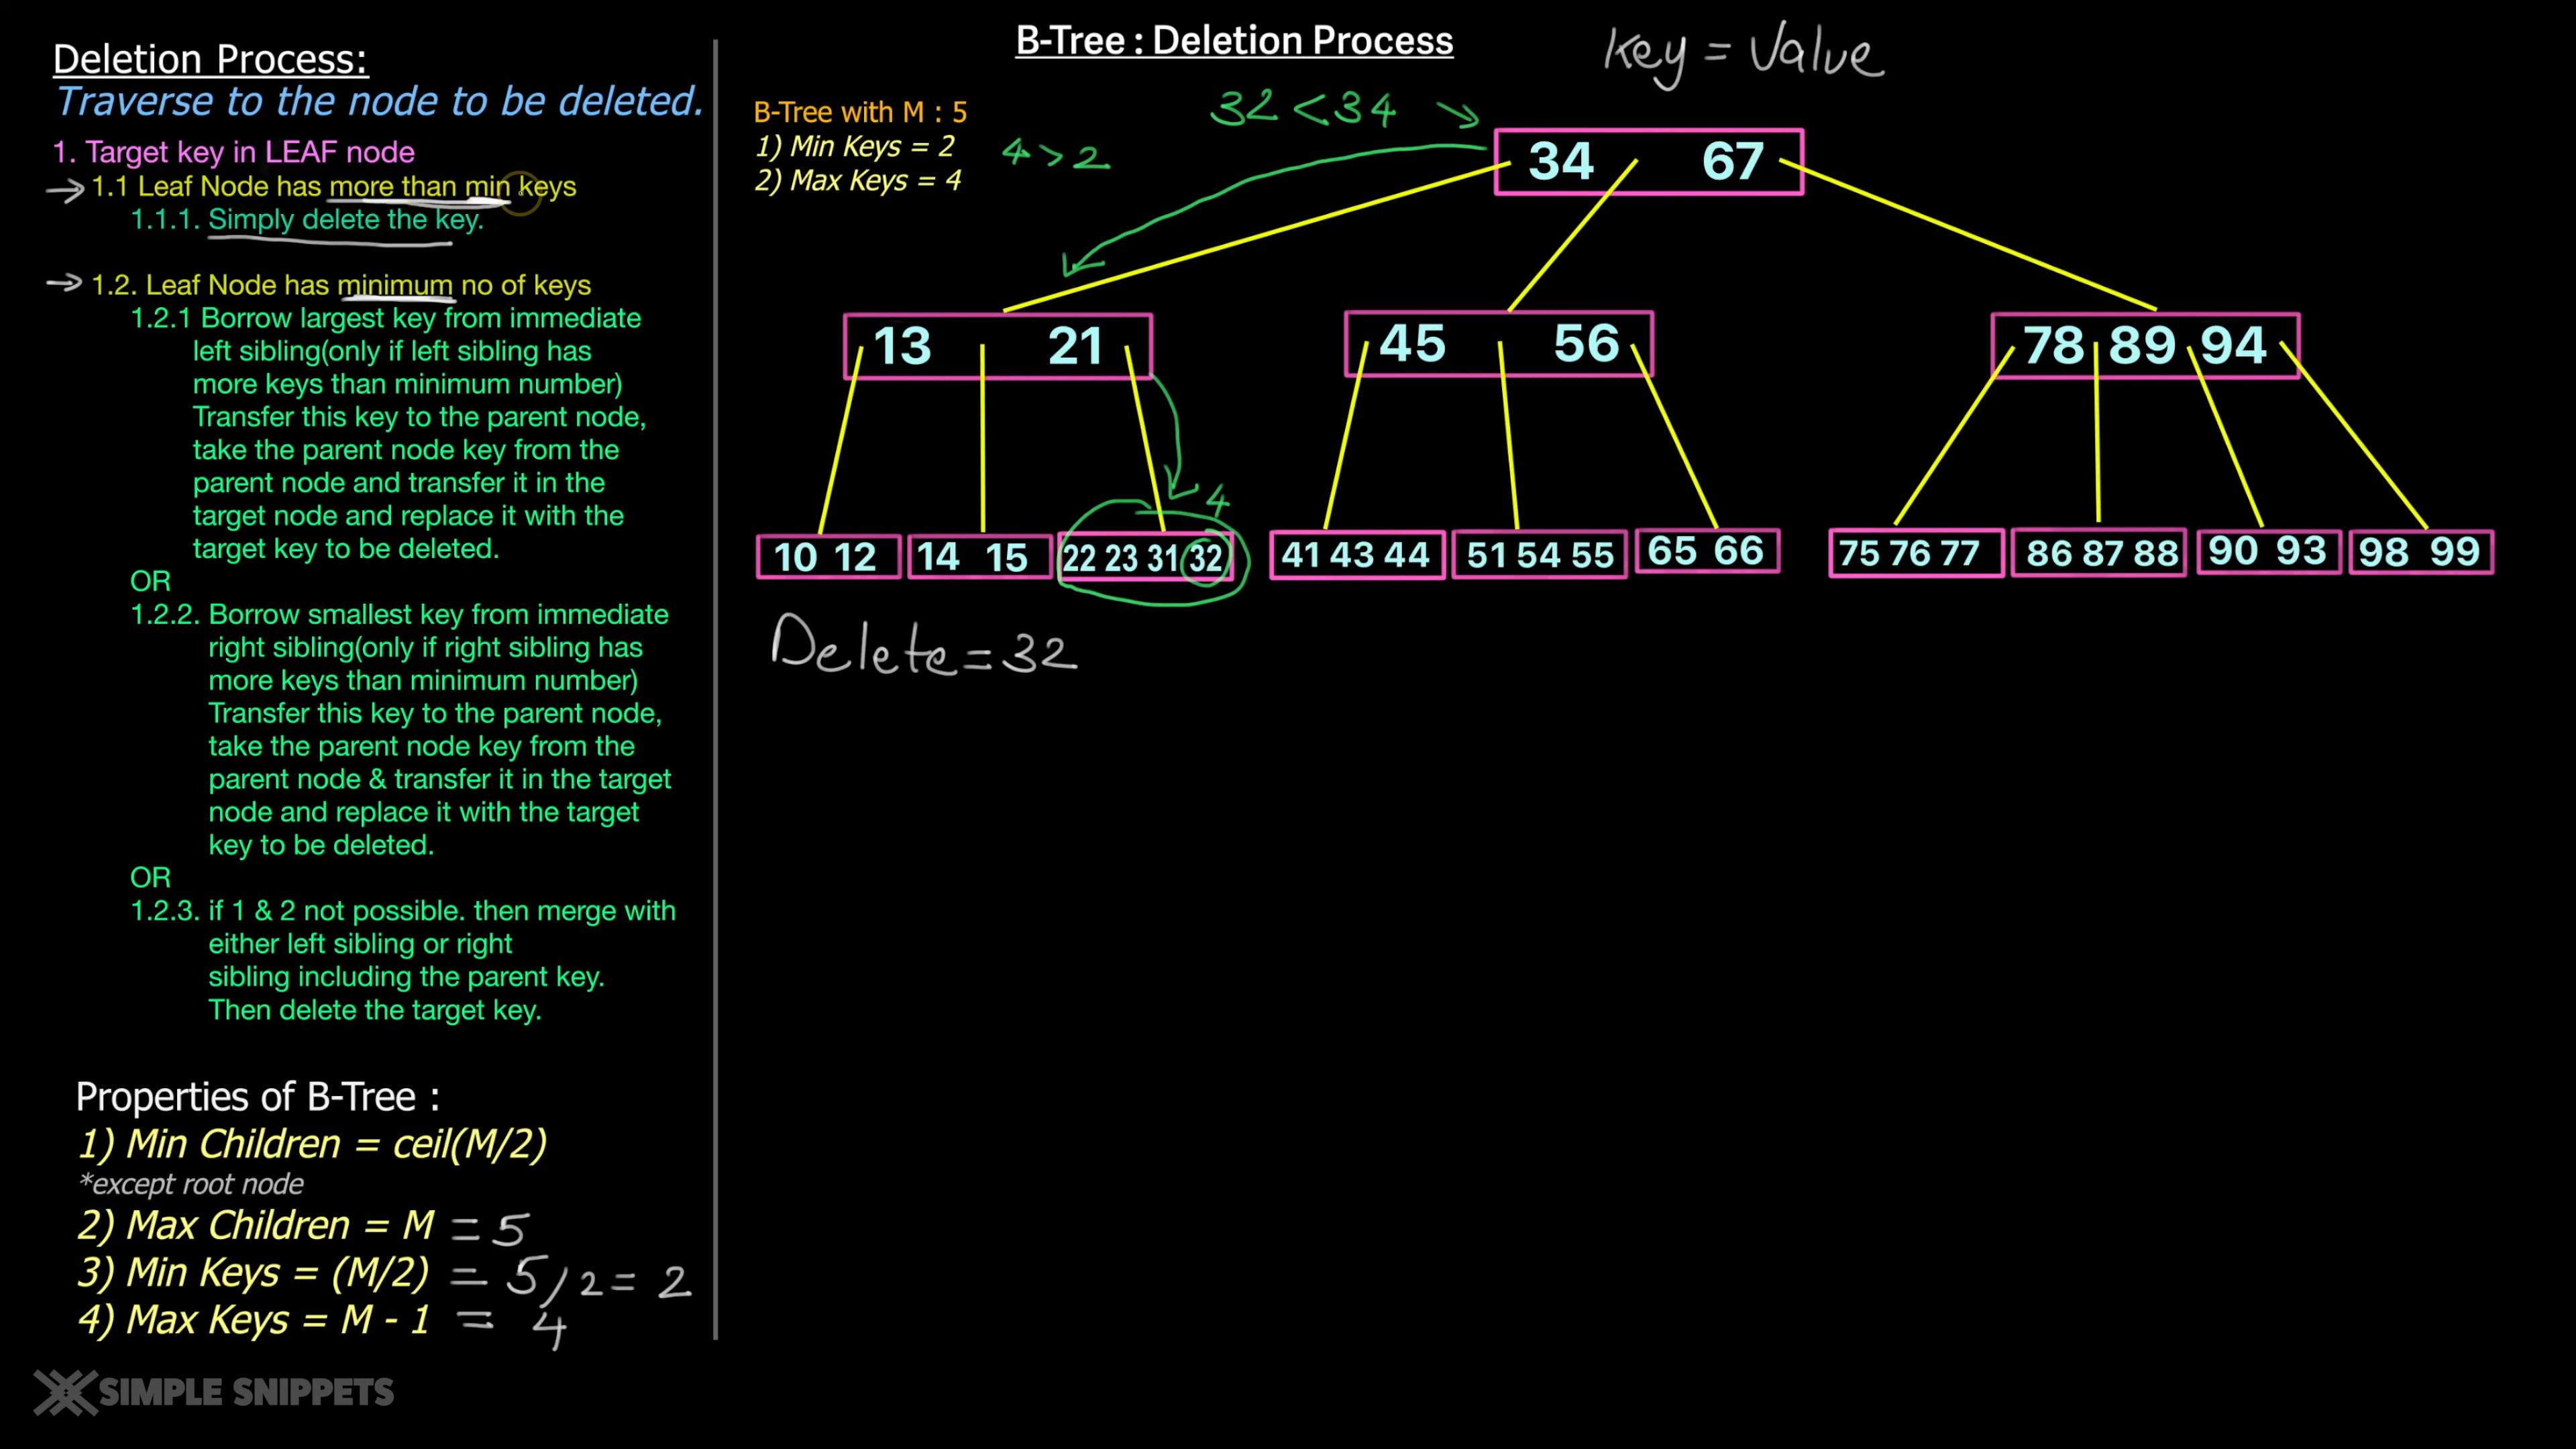 Deletion Process:
Traverse to the node to be deleted.
1. Target key in LEAF node
→ 1.1 Leaf Node has more than min keys
1.1.1. Simply delete the key.
→ 1.2. Leaf Node has minimum no of keys
1.2.1 Borrow largest key from immediate
left sibling(only if left sibling has
more keys than minimum number)
Transfer this key to the parent node,
take the parent node key from the
parent node and transfer it in the
target node and replace it with the
target key to be deleted.
OR
1.2.2. Borrow smallest key from immediate
right sibling(only if right sibling has
more keys than minimum number)
Transfer this key to the parent node,
take the parent node key from the
parent node & transfer it in the target
node and replace it with the target
key to be deleted.
OR
1.2.3. if 1 & 2 not possible. then merge with
either left sibling or right
sibling including the parent key.
Then delete the target key.
Properties of B-Tree :
1) Min Children = ceil(M/2)
*except root node
2) Max Children = M = 5
3) Min Keys = (M/2) = 5/2 = 2
4) Max Keys = M - 1 = 4
SIMPLE SNIPPETS
B-Tree : Deletion Process
Key = Value
B-Tree with M : 5
1) Min Keys = 2
2) Max Keys = 4
4 > 2
32 < 34 →
34 67
13 21
45 56
78 89 94
4
10 12
14 15
22 23 31 32
41 43 44
51 54 55
65 66
75 76 77
86 87 88
90 93
98 99
Delete = 32